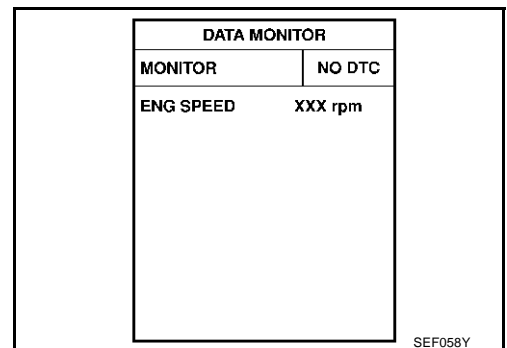 DATA MONITOR
MONITOR NO DTC
ENG SPEED XXX rpm
SEF058Y